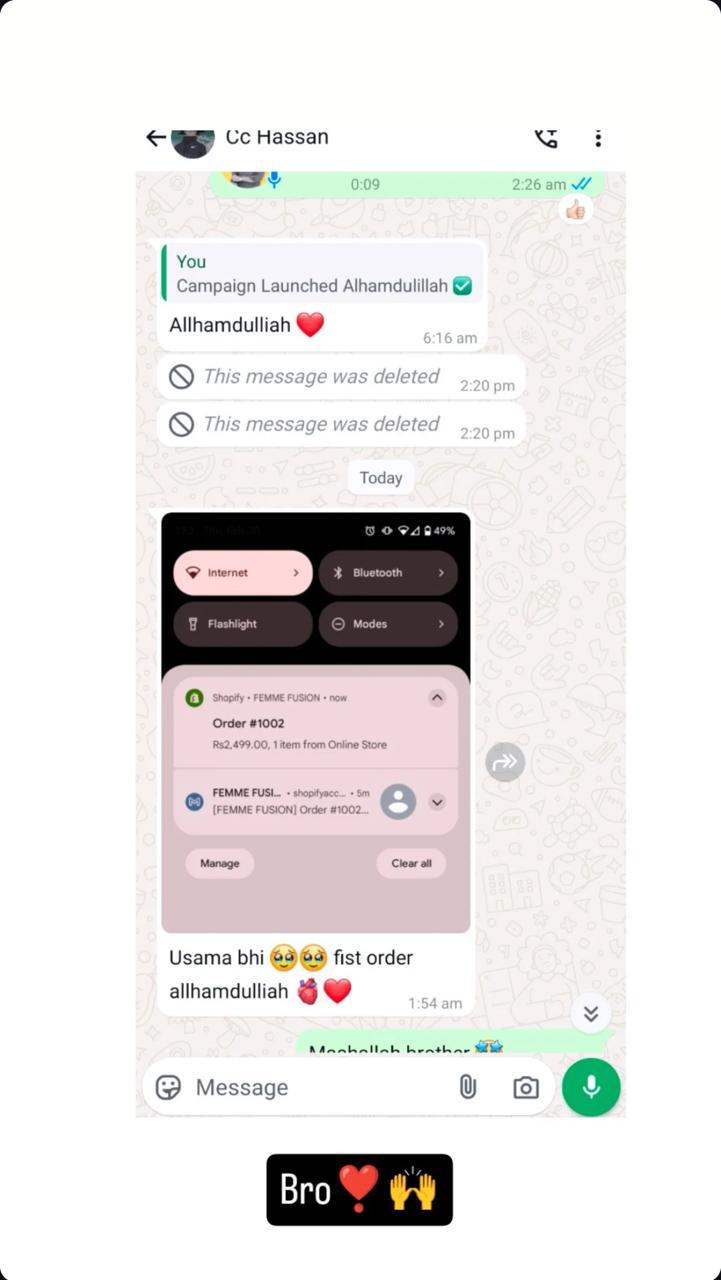 Cc Hassan
0:09
2:26 am
👍🏻
You
Campaign Launched Alhamdulillah ✅
Allhamdulliah ❤️
6:16 am
This message was deleted
2:20 pm
This message was deleted
2:20 pm
Today
49%
Internet
Bluetooth
Flashlight
Modes
Shopify • FEMME FUSION • now
Order #1002
Rs2,499.00, 1 item from Online Store
FEMME FUSI... • shopifyacc... • 5m
[FEMME FUSION] Order #1002...
Manage
Clear all
Usama bhi 🥹🥹 fist order
allhamdulliah 🫀❤️
1:54 am
Mashallah brother
Message
Bro❣️🙌